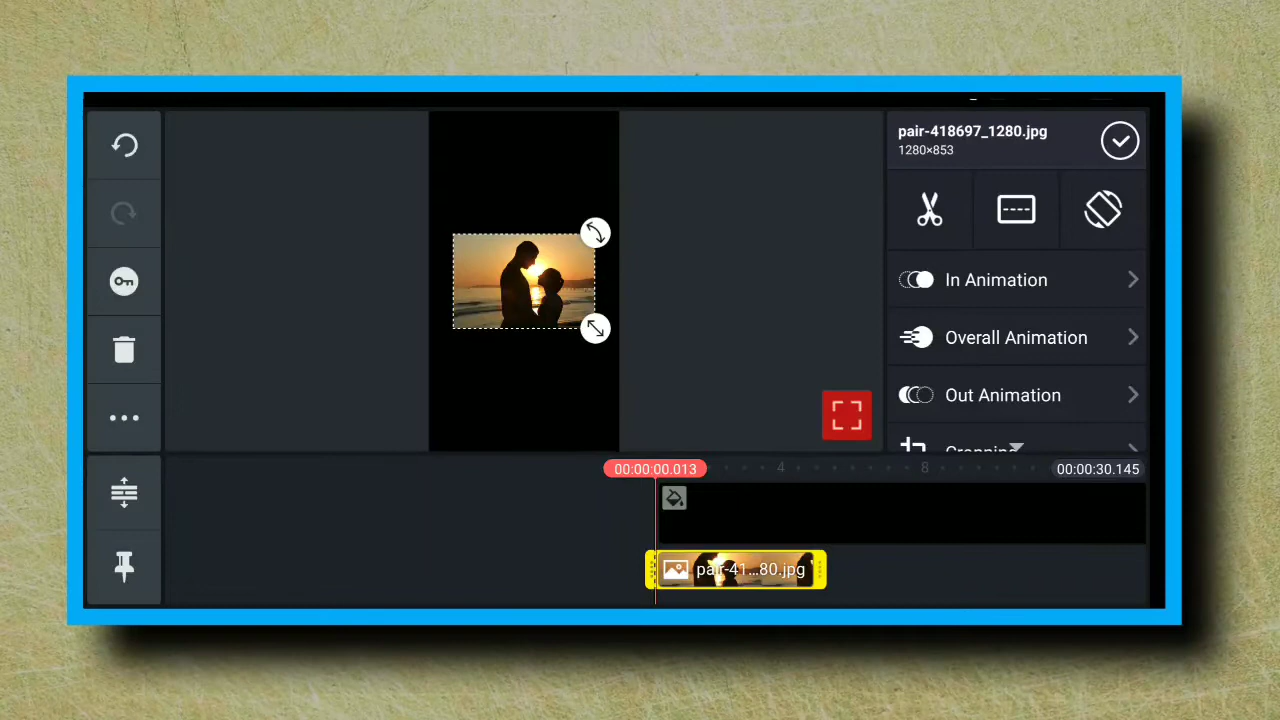 pair-418697_1280.jpg
1280×853
In Animation
Overall Animation
Out Animation
Cropping
00:00:00.013
4
8
00:00:30.145
pair-41...80.jpg